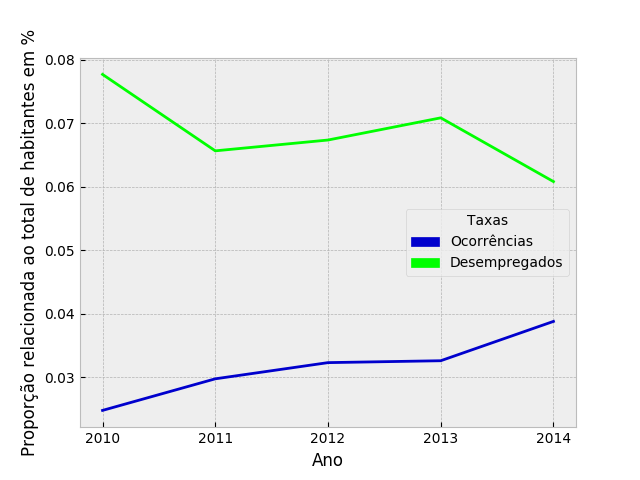 Proporção relacionada ao total de habitantes em %
0.08
0.07
0.06
0.05
0.04
0.03
Taxas
Ocorrências
Desempregados
2010 2011 2012 2013 2014
Ano